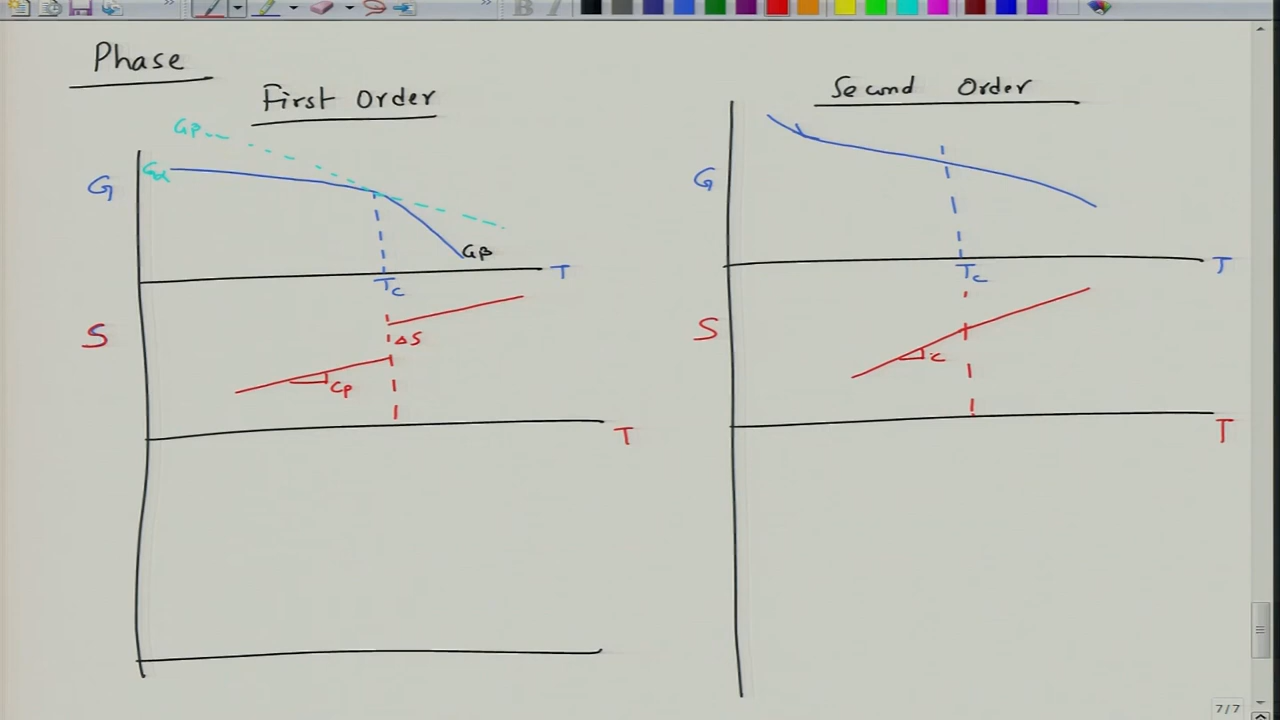 Phase
First Order
Second Order
Gβ
Gα
G
Gβ
T
Tc
G
T
Tc
S
ΔS
Cp
T
S
C
T
7/7